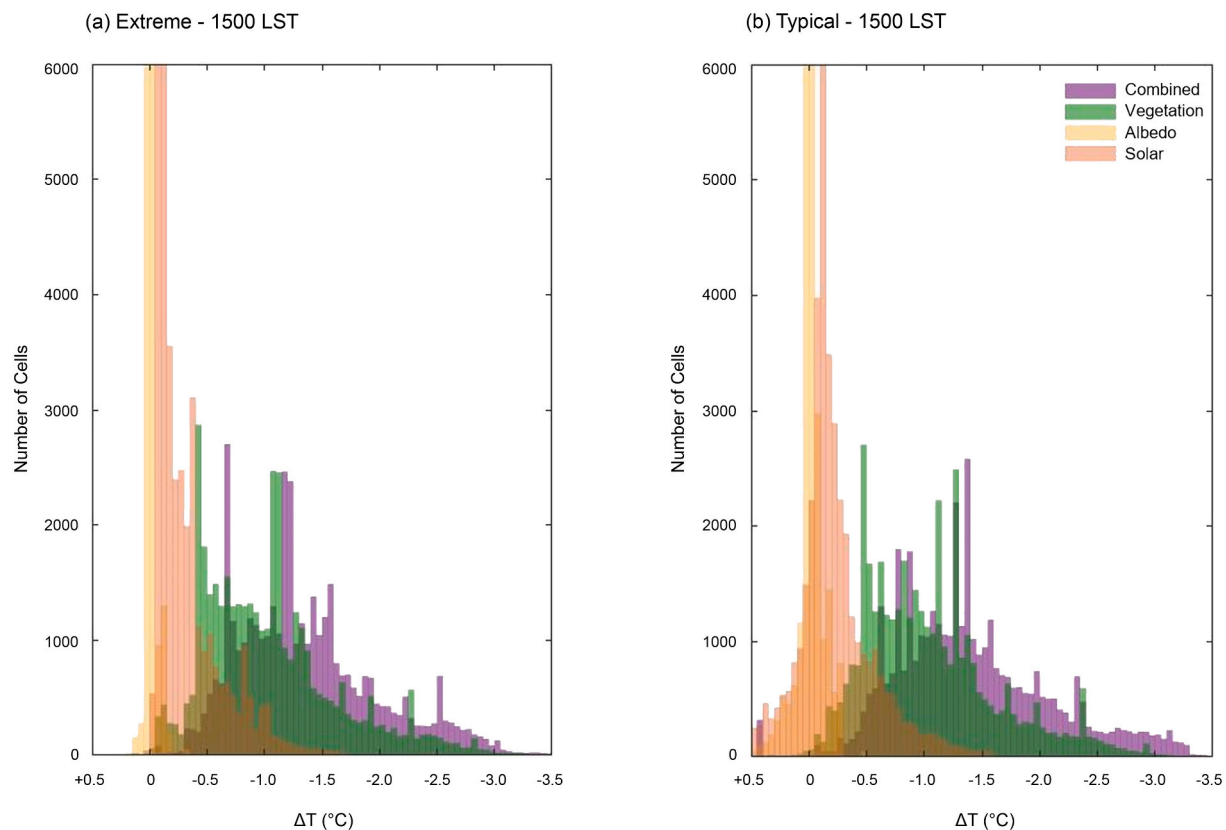 (a) Extreme - 1500 LST
6000
5000
4000
3000
2000
1000
0
Number of Cells
+0.5 0 -0.5 -1.0 -1.5 -2.0 -2.5 -3.0 -3.5
ΔT (°C)
(b) Typical - 1500 LST
Combined
Vegetation
Albedo
Solar
6000
5000
4000
3000
2000
1000
0
Number of Cells
+0.5 0 -0.5 -1.0 -1.5 -2.0 -2.5 -3.0 -3.5
ΔT (°C)